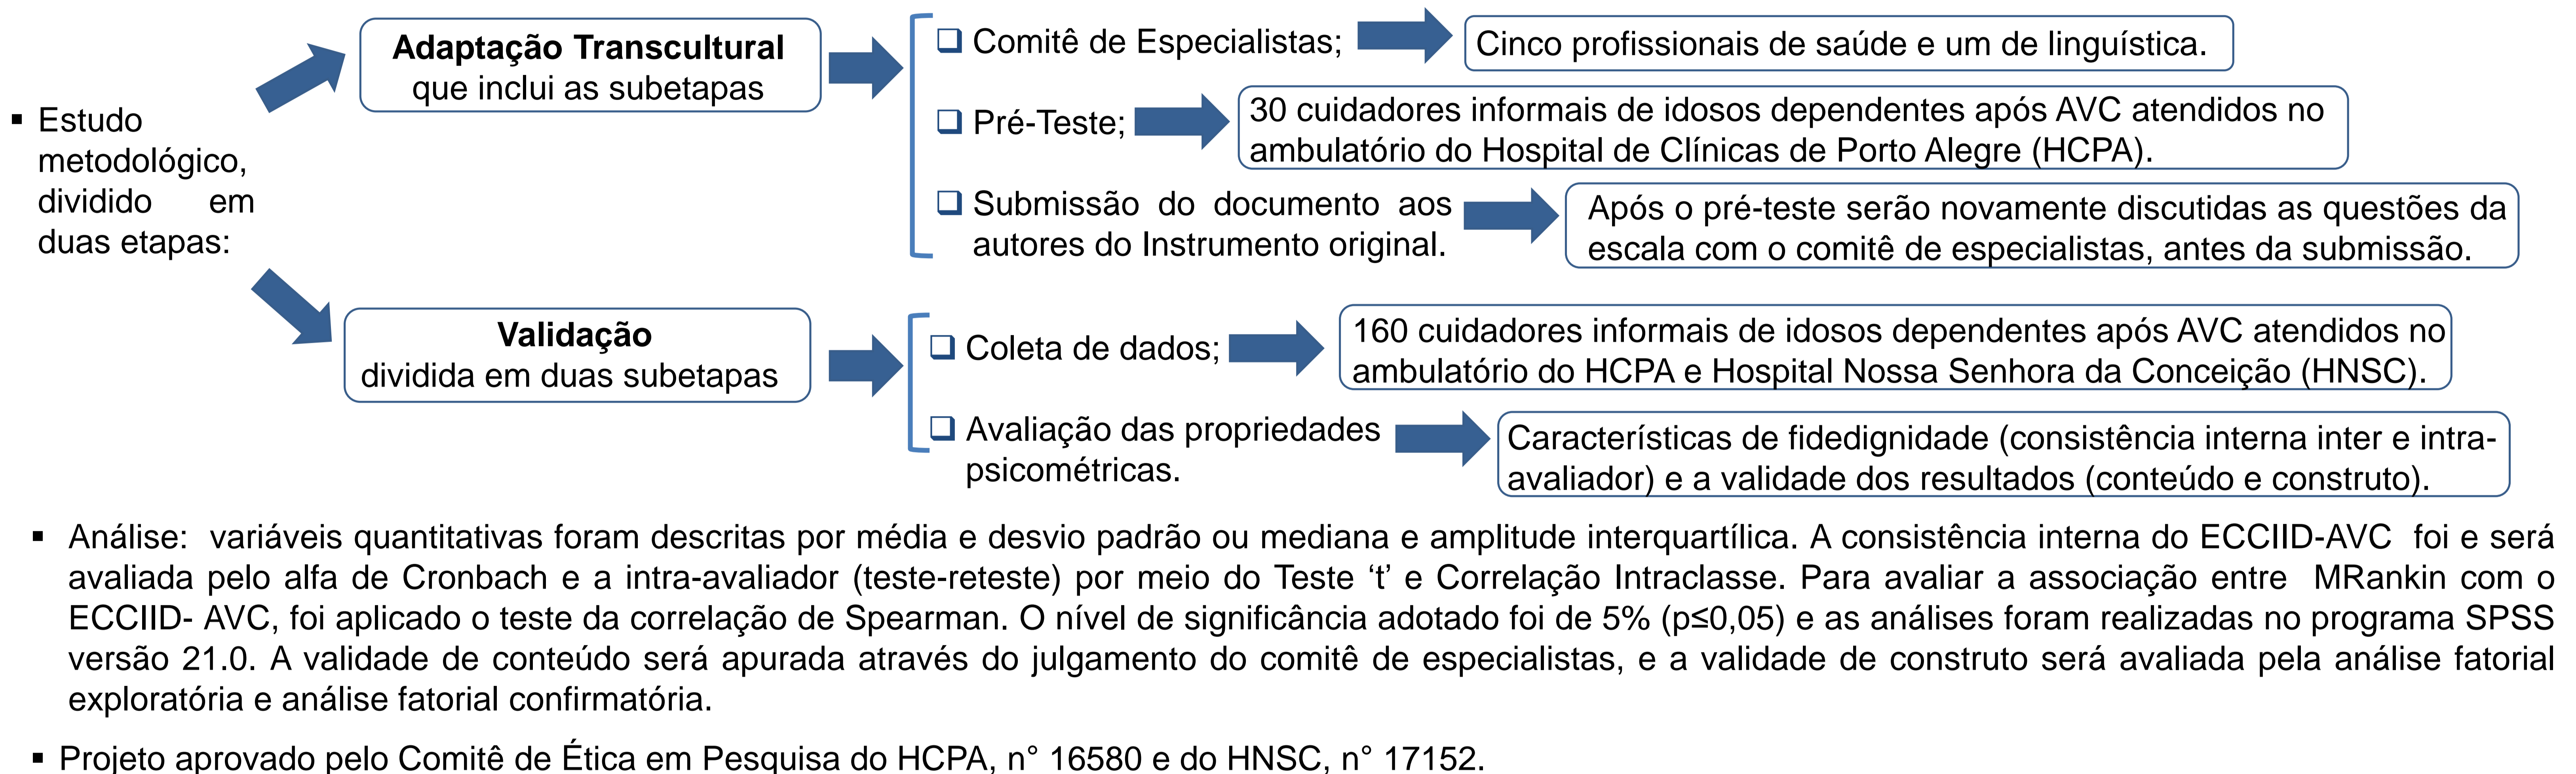 ▪ Estudo
metodológico,
dividido em
duas etapas:
Adaptação Transcultural
que inclui as subetapas
❑ Comitê de Especialistas;
Cinco profissionais de saúde e um de linguística.
❑ Pré-Teste;
30 cuidadores informais de idosos dependentes após AVC atendidos no
ambulatório do Hospital de Clínicas de Porto Alegre (HCPA).
❑ Submissão do documento aos
autores do Instrumento original.
Após o pré-teste serão novamente discutidas as questões da
escala com o comitê de especialistas, antes da submissão.
Validação
dividida em duas subetapas
❑ Coleta de dados;
160 cuidadores informais de idosos dependentes após AVC atendidos no
ambulatório do HCPA e Hospital Nossa Senhora da Conceição (HNSC).
❑ Avaliação das propriedades
psicométricas.
Características de fidedignidade (consistência interna inter e intra-
avaliador) e a validade dos resultados (conteúdo e construto).
▪ Análise: variáveis quantitativas foram descritas por média e desvio padrão ou mediana e amplitude interquartílica. A consistência interna do ECCIID-AVC foi e será
avaliada pelo alfa de Cronbach e a intra-avaliador (teste-reteste) por meio do Teste ‘t’ e Correlação Intraclasse. Para avaliar a associação entre MRankin com o
ECCIID- AVC, foi aplicado o teste da correlação de Spearman. O nível de significância adotado foi de 5% (p≤0,05) e as análises foram realizadas no programa SPSS
versão 21.0. A validade de conteúdo será apurada através do julgamento do comitê de especialistas, e a validade de construto será avaliada pela análise fatorial
exploratória e análise fatorial confirmatória.
▪ Projeto aprovado pelo Comitê de Ética em Pesquisa do HCPA, n° 16580 e do HNSC, n° 17152.